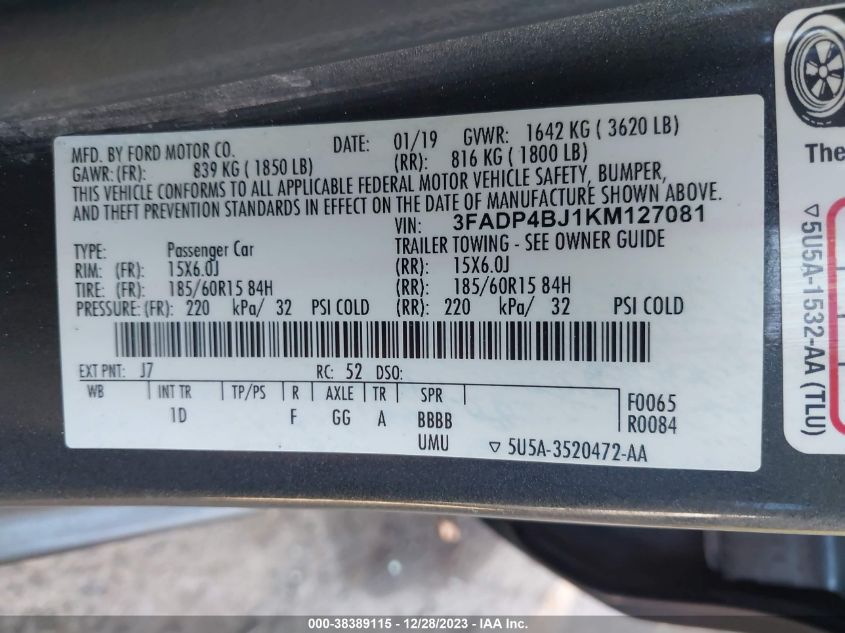 MFD. BY FORD MOTOR CO. DATE: 01/19 GVWR: 1642 KG ( 3620 LB)
GAWR: (FR): 839 KG ( 1850 LB) (RR): 816 KG ( 1800 LB)
THIS VEHICLE CONFORMS TO ALL APPLICABLE FEDERAL MOTOR VEHICLE SAFETY, BUMPER,
AND THEFT PREVENTION STANDARDS IN EFFECT ON THE DATE OF MANUFACTURE SHOWN ABOVE.
VIN: 3FADP4BJ1KM127081
TYPE: Passenger Car TRAILER TOWING - SEE OWNER GUIDE
RIM: (FR): 15X6.0J (RR): 15X6.0J
TIRE: (FR): 185/60R15 84H (RR): 185/60R15 84H
PRESSURE: (FR): 220 kPa/ 32 PSI COLD (RR): 220 kPa/ 32 PSI COLD
EXT PNT: J7 RC: 52 DSO:
WB INT TR TP/PS R AXLE TR SPR
1D F GG A BBBB
UMU
F0065
R0084
▽ 5U5A-3520472-AA
The
▽5U5A-1532-AA (TLU)
000-38389115 - 12/28/2023 - IAA Inc.